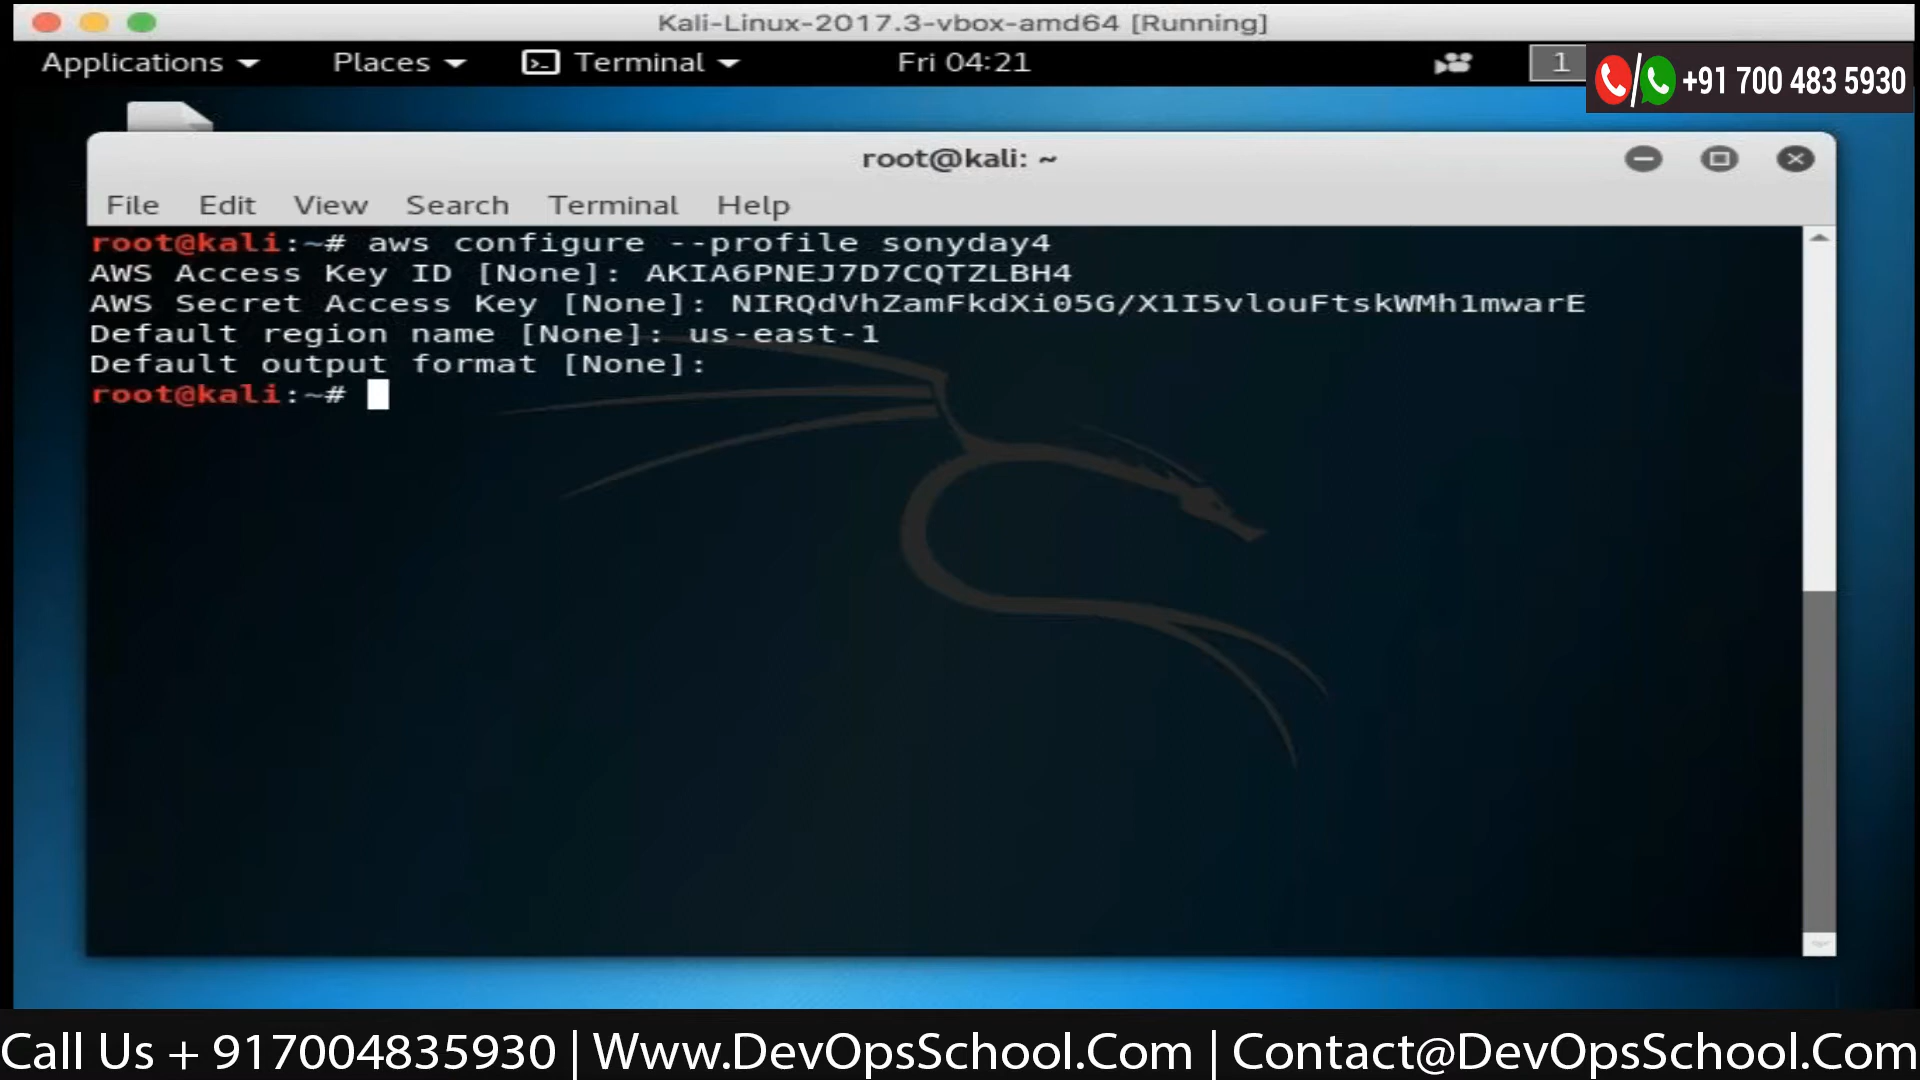 Kali-Linux-2017.3-vbox-amd64 [Running]
Applications Places Terminal Fri 04:21 1
+91 700 483 5930
root@kali: ~
File Edit View Search Terminal Help
root@kali:~# aws configure --profile sonyday4
AWS Access Key ID [None]: AKIA6PNEJ7D7CQTZLBH4
AWS Secret Access Key [None]: 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
Default region name [None]: us-east-1
Default output format [None]:
root@kali:~#
Call Us + 917004835930 | Www.DevOpsSchool.Com | Contact@DevOpsSchool.Com